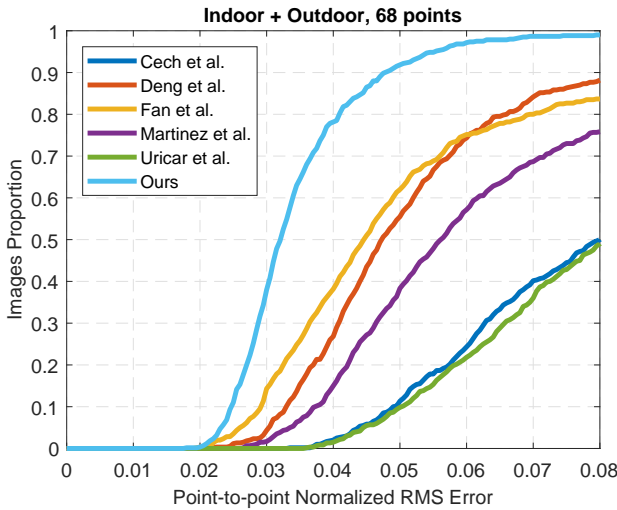 Indoor + Outdoor, 68 points
Images Proportion
1
0.9
0.8
0.7
0.6
0.5
0.4
0.3
0.2
0.1
0
Cech et al.
Deng et al.
Fan et al.
Martinez et al.
Uricar et al.
Ours
0 0.01 0.02 0.03 0.04 0.05 0.06 0.07 0.08
Point-to-point Normalized RMS Error